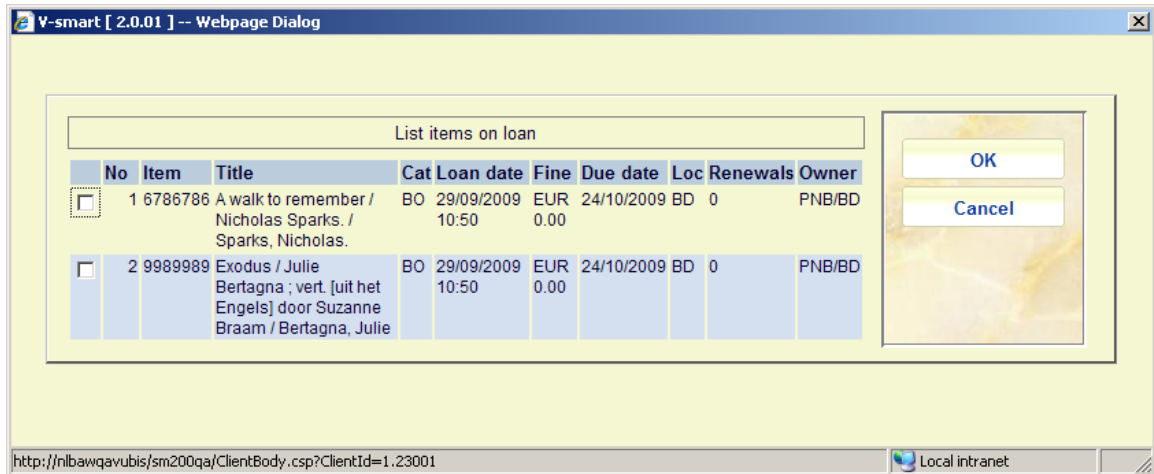 V-smart [ 2.0.01 ] -- Webpage Dialog
List items on loan
No Item Title Cat Loan date Fine Due date Loc Renewals Owner
1 6786786 A walk to remember / BO 29/09/2009 EUR 24/10/2009 BD 0 PNB/BD
Nicholas Sparks. / 10:50 0.00
Sparks, Nicholas.
2 9989989 Exodus / Julie BO 29/09/2009 EUR 24/10/2009 BD 0 PNB/BD
Bertagna ; vert. [uit het 10:50 0.00
Engels] door Suzanne
Braam / Bertagna, Julie
OK
Cancel
http://nlbawqavubis/sm200qa/ClientBody.csp?ClientId=1.23001
Local intranet